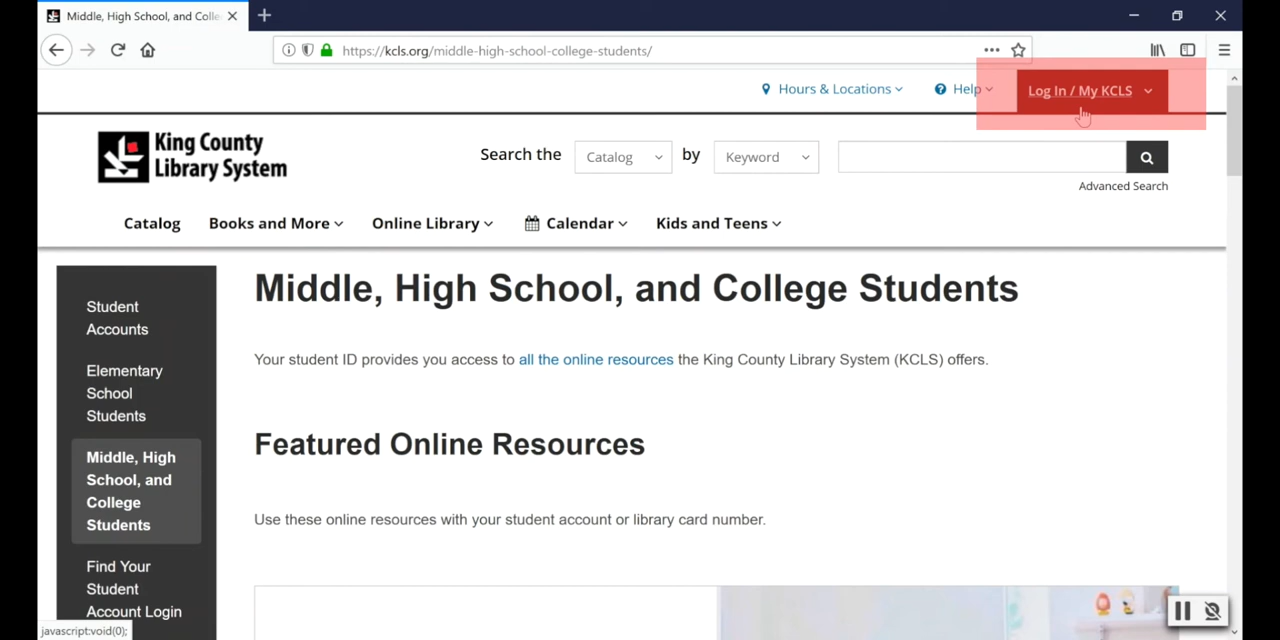 Middle, High School, and Colle
https://kcls.org/middle-high-school-college-students/
Hours & Locations
Help
Log In / My KCLS
King County
Library System
Search the
Catalog
by
Keyword
Advanced Search
Catalog
Books and More
Online Library
Calendar
Kids and Teens
Student
Accounts
Elementary
School
Students
Middle, High
School, and
College
Students
Find Your
Student
Account Login
Middle, High School, and College Students
Your student ID provides you access to all the online resources the King County Library System (KCLS) offers.
Featured Online Resources
Use these online resources with your student account or library card number.
javascript:void(0);